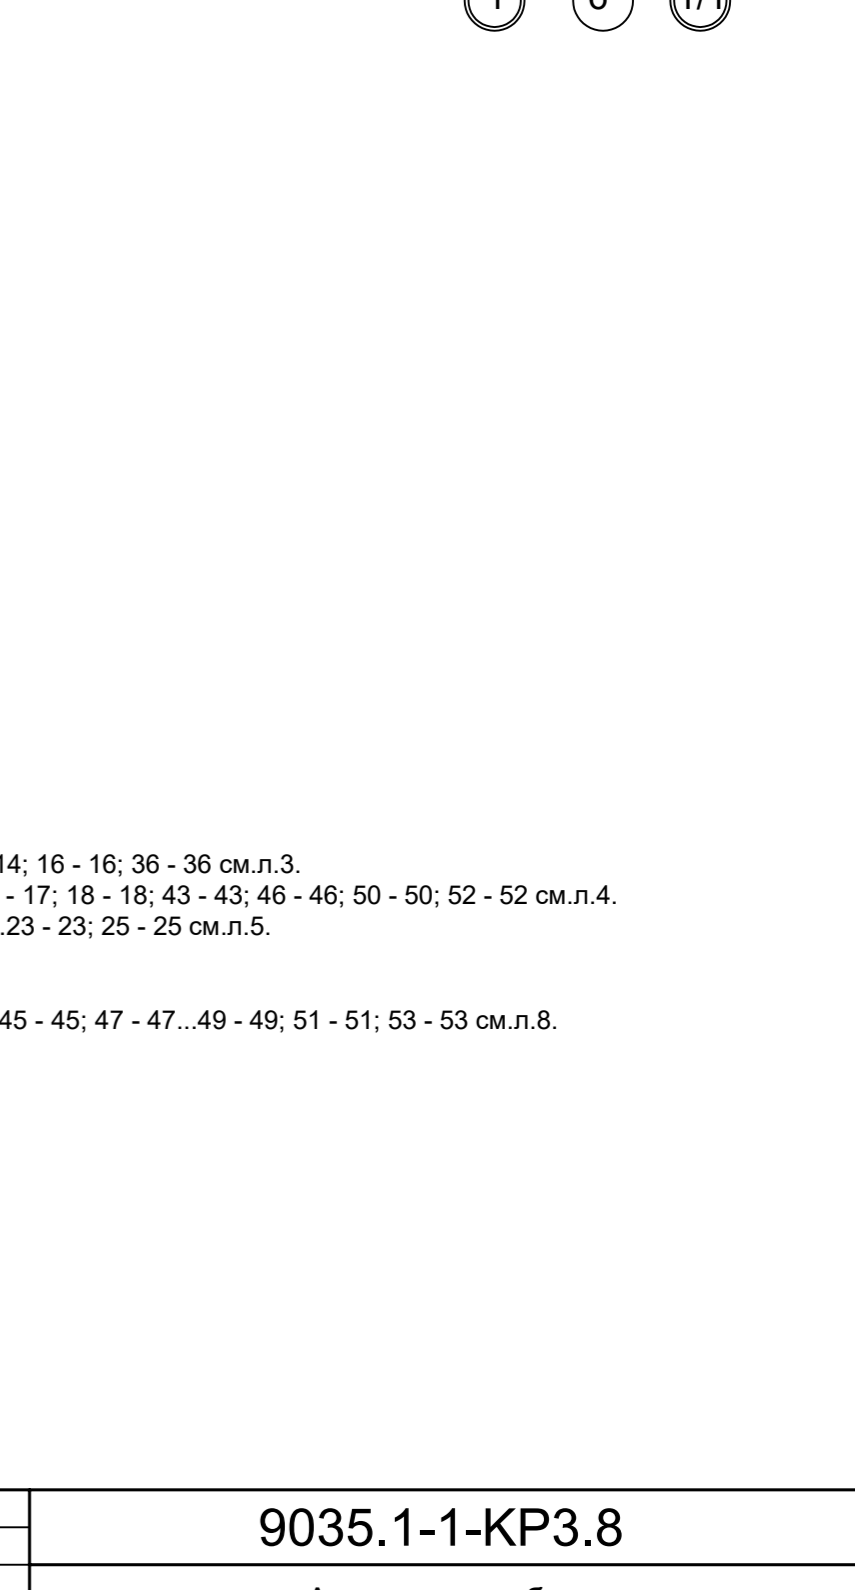 14; 16 - 16; 36 - 36 см.л.3.
- 17; 18 - 18; 43 - 43; 46 - 46; 50 - 50; 52 - 52 см.л.4.
.23 - 23; 25 - 25 см.л.5.
45 - 45; 47 - 47...49 - 49; 51 - 51; 53 - 53 см.л.8.
9035.1-1-КР3.8